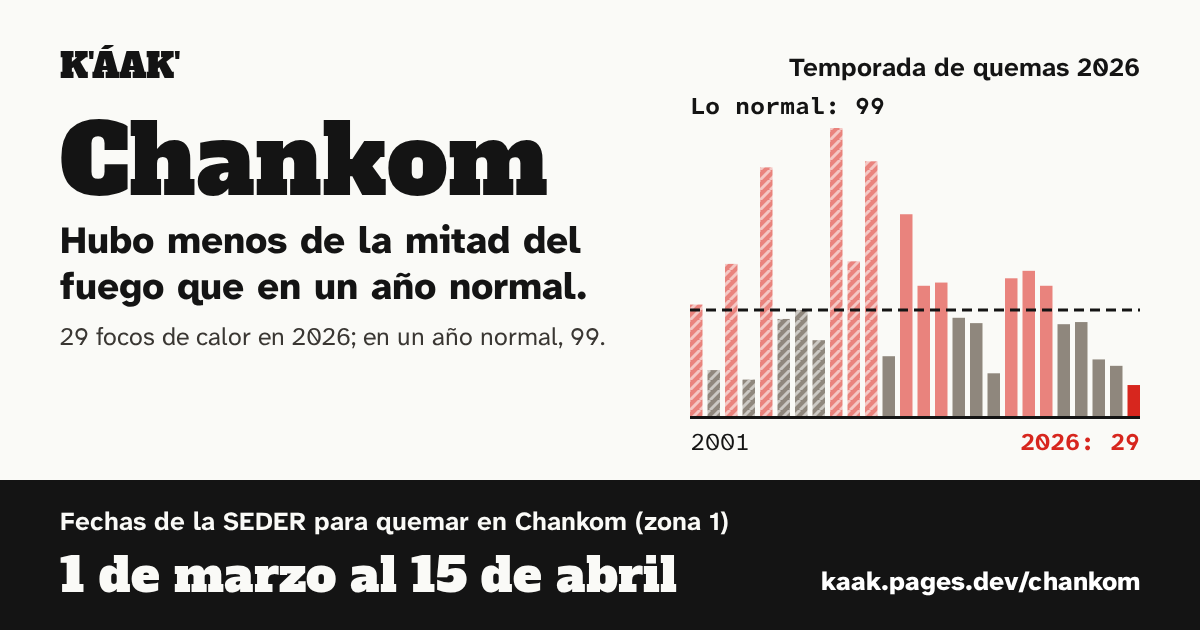 K'ÁAK'
Chankom
Hubo menos de la mitad del
fuego que en un año normal.
29 focos de calor en 2026; en un año normal, 99.
Temporada de quemas 2026
Lo normal: 99
2001
2026: 29
Fechas de la SEDER para quemar en Chankom (zona 1)
1 de marzo al 15 de abril
kaak.pages.dev/chankom